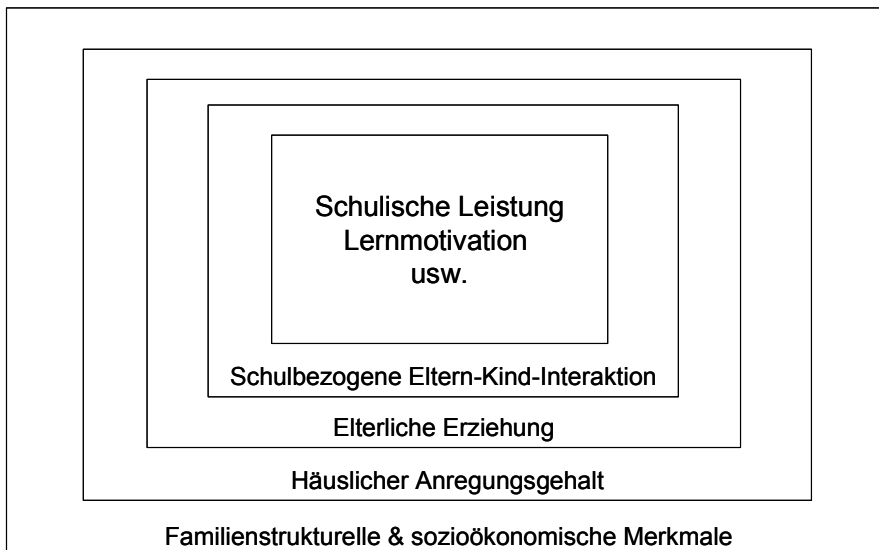 Schulische Leistung
Lernmotivation
usw.
Schulbezogene Eltern-Kind-Interaktion
Elterliche Erziehung
Häuslicher Anregungsgehalt
Familienstrukturelle & sozioökonomische Merkmale